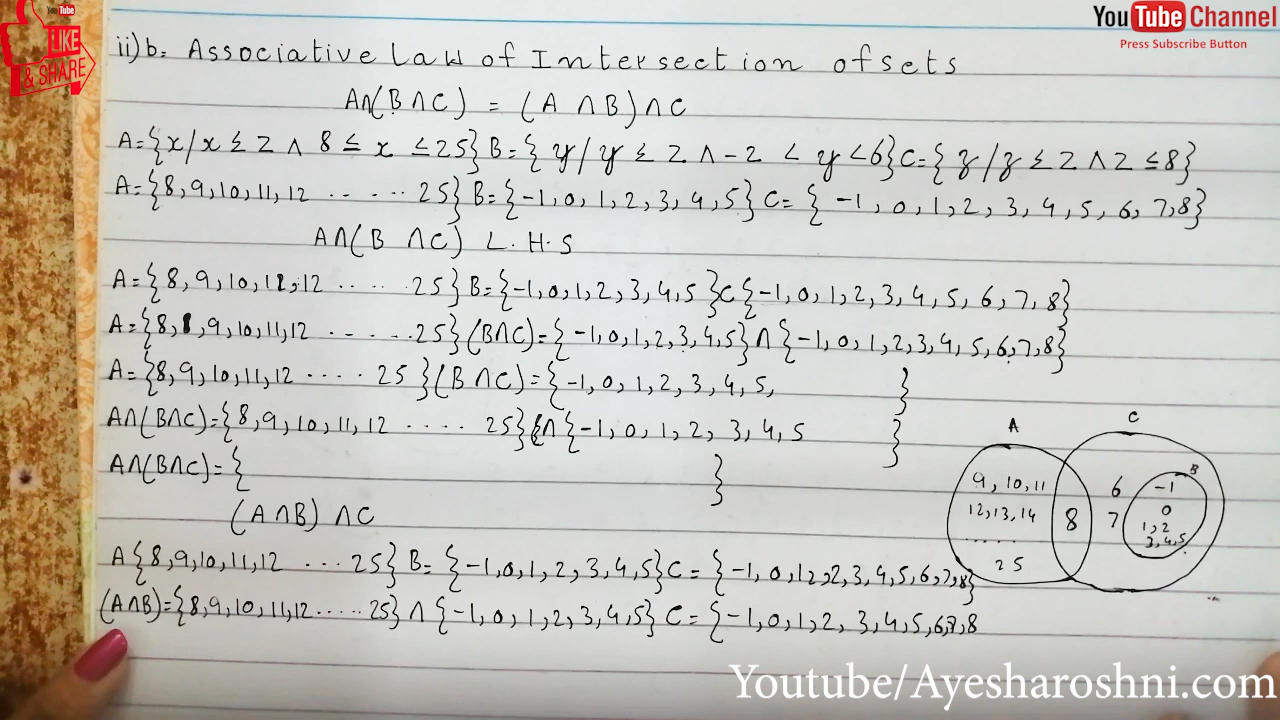 YouTube
LIKE
& SHARE
YouTube Channel
Press Subscribe Button
ii) b. Associative Law of Intersection of sets
A∩(B∩C) = (A ∩ B)∩ C
A={x/x ≤ Z ∧ 8 ≤ x ≤25} B={ y/y ≤ Z ∧ -2 < y <6} C={ z/z ≤ Z ∧ Z ≤8}
A={8,9,10,11,12 ...... 25} B={-1,0,1,2,3,4,5} C= { -1,0,1,2,3,4,5,6,7,8}
A∩(B ∩C) L.H.S
A={8,9,10,11,12 ..... 25} B={-1,0,1,2,3,4,5} C{-1,0,1,2,3,4,5,6,7,8}
A={8,8,9,10,11,12 ......25} (B∩C)={-1,0,1,2,3,4,5} ∩ {-1,0,1,2,3,4,5,6,7,8}
A={8,9,10,11,12 ..... 25 } (B ∩C)={-1,0,1,2,3,4,5, }
A∩(B∩C)={8,9,10,11,12 ..... 25} ∩ {-1,0,1,2,3,4,5 }
A∩(B∩C)={ }
(A∩B) ∩C
A {8,9,10,11,12 ...25} B= {-1,0,1,2,3,4,5} C = {-1,0,12,2,3,4,5,6,7,8}
(A∩B)={8,9,10,11,12.....25} ∩ {-1,0,1,2,3,4,5} C={-1,0,1,2,3,4,5,6,7,8
A C
B
9, 10, 11 6 -1
12,13,14 8 7 0
...... 1,2
25 3,4,5
Youtube/Ayesharoshni.com